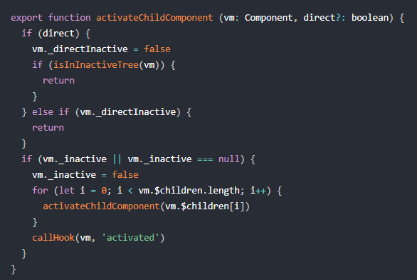 export function activateChildComponent (vm: Component, direct?: boolean) {
  if (direct) {
    vm._directInactive = false
    if (isInInactiveTree(vm)) {
      return
    }
  } else if (vm._directInactive) {
    return
  }
  if (vm._inactive || vm._inactive === null) {
    vm._inactive = false
    for (let i = 0; i < vm.$children.length; i++) {
      activateChildComponent(vm.$children[i])
    }
    callHook(vm, 'activated')
  }
}